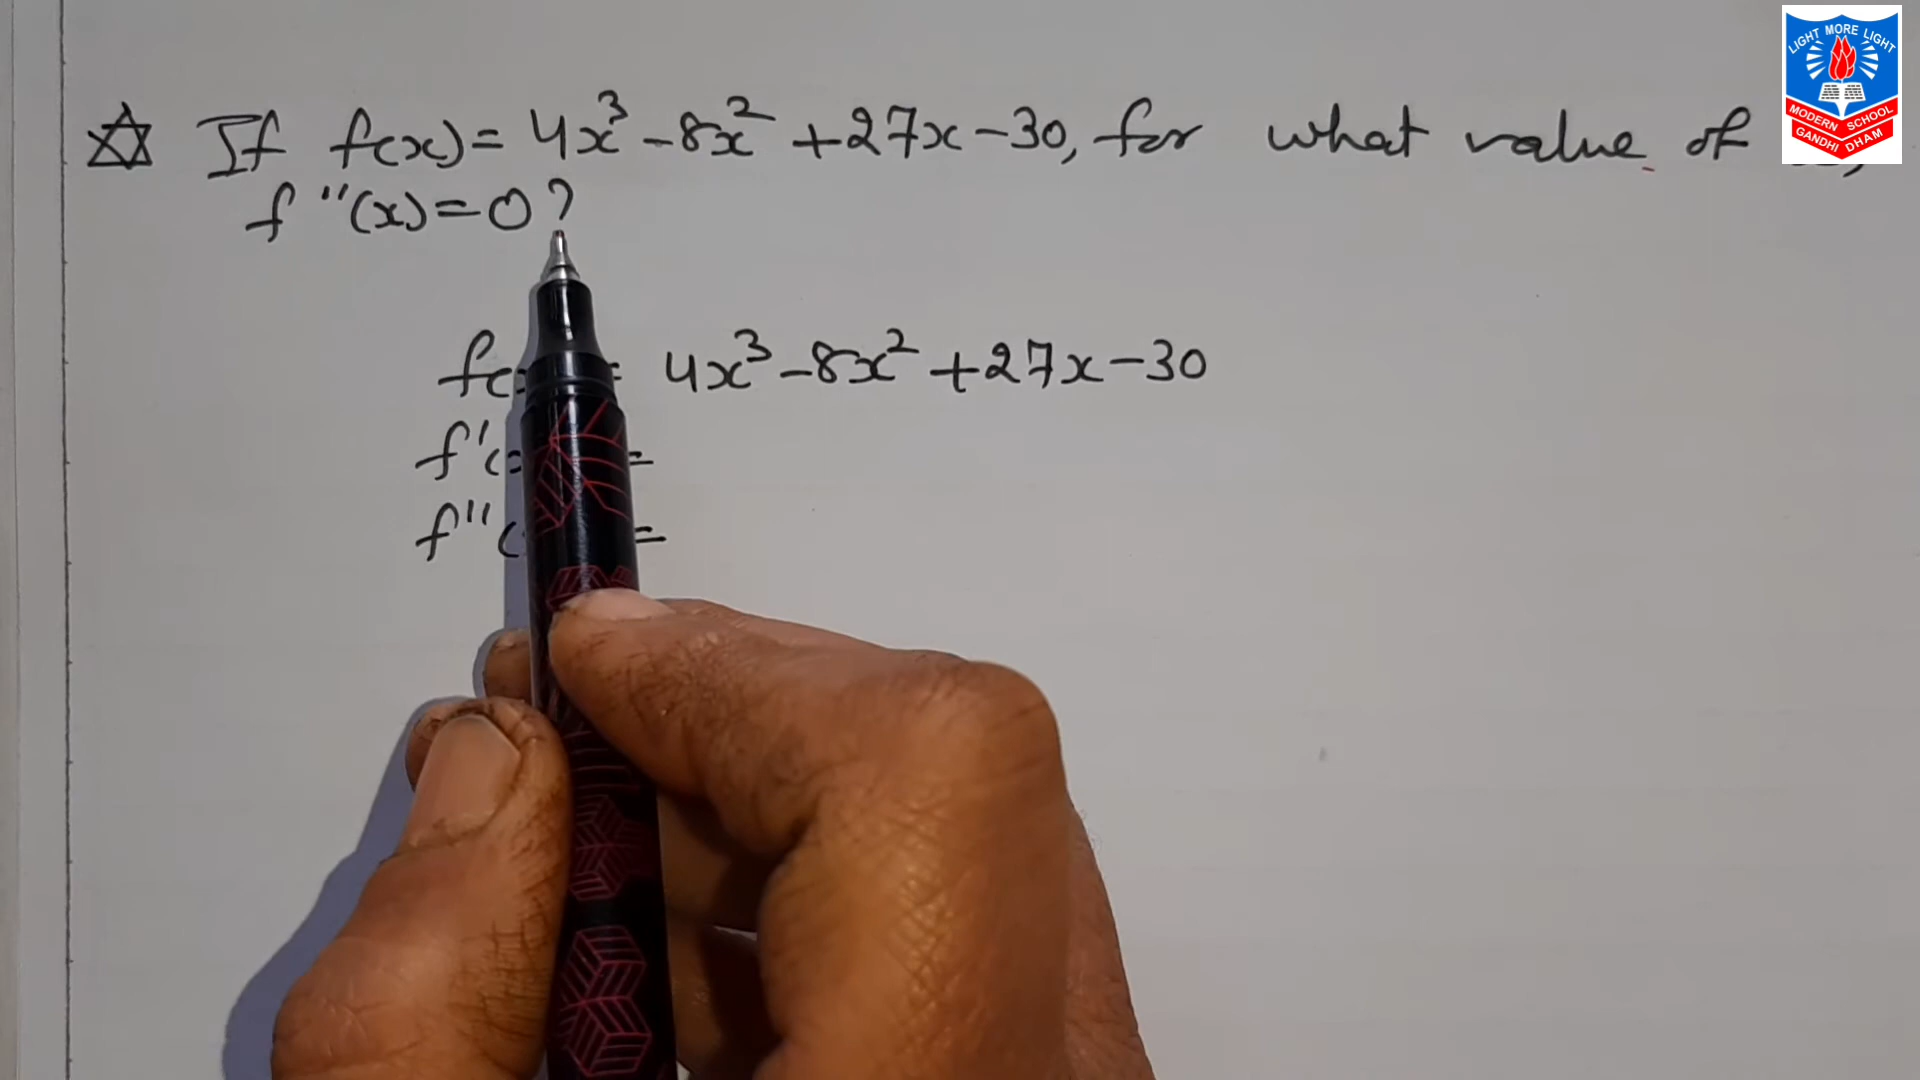 ☆ If f(x) = 4x³ - 8x² + 27x - 30, for what value of
f "(x) = 0?
f(x) = 4x³ - 8x² + 27x - 30
f'( =
f"( =
LIGHT MORE LIGHT
MODERN SCHOOL
GANDHI DHAM